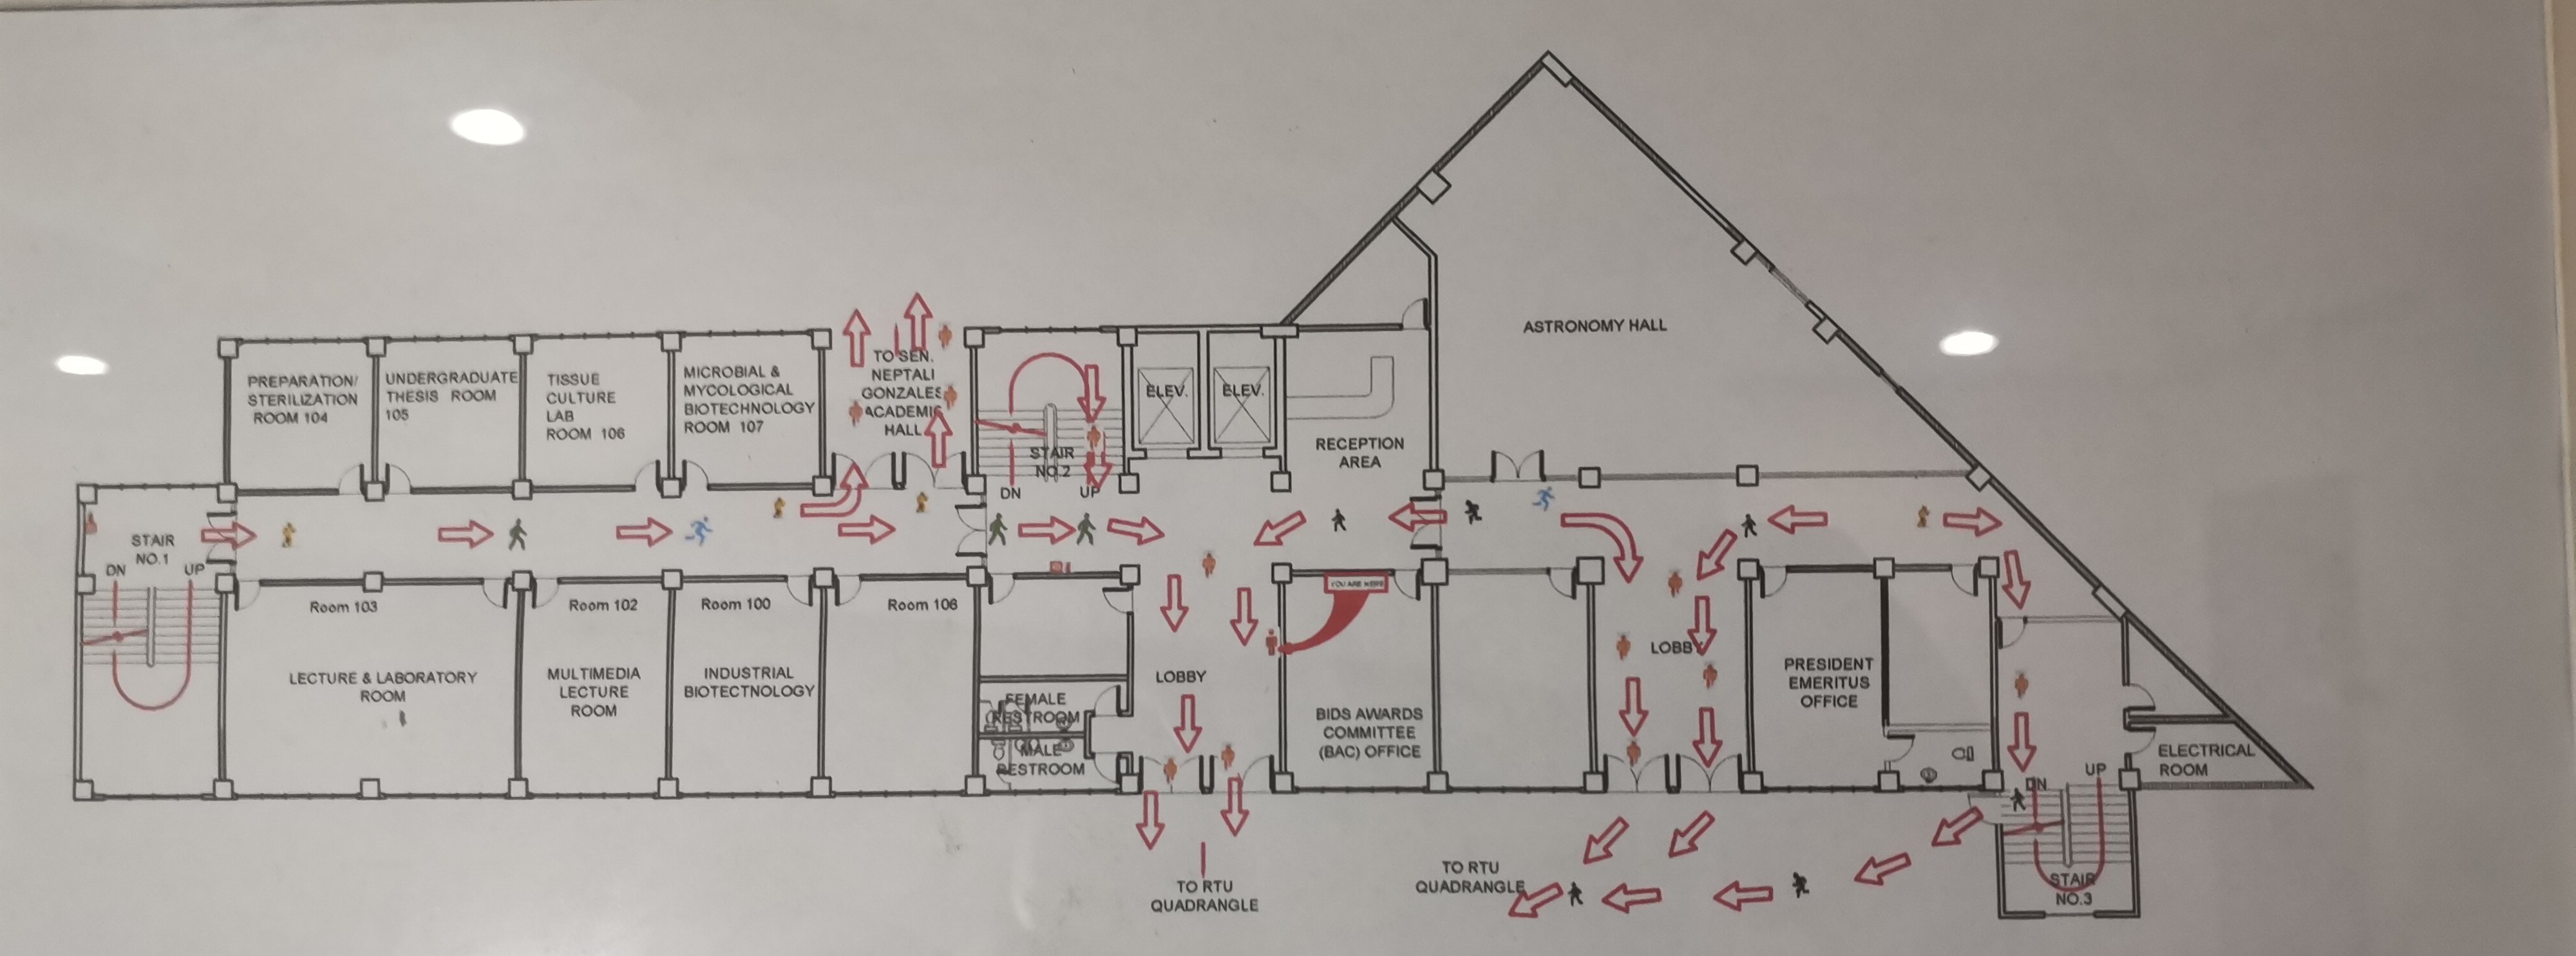 ASTRONOMY HALL
TO SEN.
NEPTALI
GONZALES
ACADEMIC
HALL
PREPARATION/
STERILIZATION
ROOM 104
UNDERGRADUATE
THESIS ROOM
105
TISSUE
CULTURE
LAB
ROOM 106
MICROBIAL &
MYCOLOGICAL
BIOTECHNOLOGY
ROOM 107
STAIR
NO.2
DN
UP
ELEV.
ELEV.
RECEPTION
AREA
STAIR
NO.1
DN
UP
Room 103
LECTURE & LABORATORY
ROOM
Room 102
MULTIMEDIA
LECTURE
ROOM
Room 100
INDUSTRIAL
BIOTECTNOLOGY
Room 108
FEMALE
RESTROOM
MALE
RESTROOM
LOBBY
YOU ARE HERE
BIDS AWARDS
COMMITTEE
(BAC) OFFICE
LOBBY
PRESIDENT
EMERITUS
OFFICE
ELECTRICAL
ROOM
DN
UP
STAIR
NO.3
TO RTU
QUADRANGLE
TO RTU
QUADRANGLE